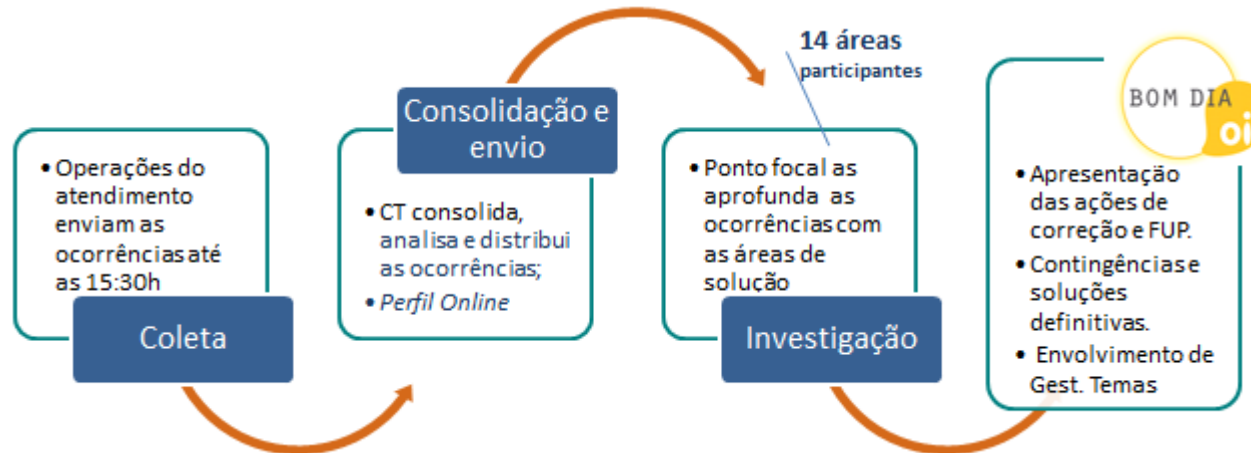 • Operações do
atendimento
enviam as
ocorrências até
as 15:30h
Coleta
Consolidação e
envio
• CT consolida,
analisa e distribui
as ocorrências;
• Perfil Online
14 áreas
participantes
• Ponto focal as
aprofunda as
ocorrências com
as áreas de
solução
Investigação
BOM DIA
oi
• Apresentação
das ações de
correção e FUP.
• Contingências e
soluções
definitivas.
• Envolvimento de
Gest. Temas